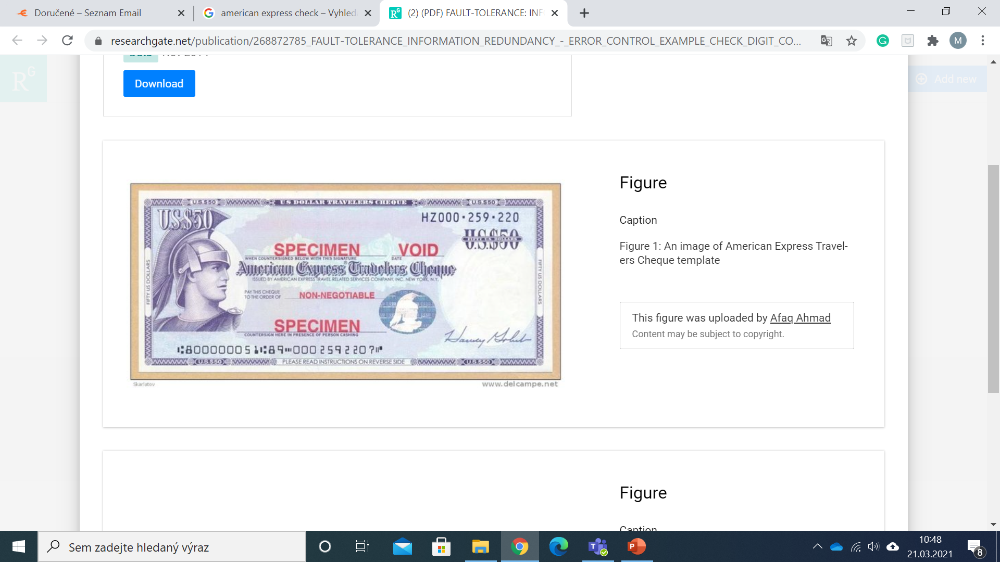 Doručené – Seznam Email
american express check – Vyhled
(2) (PDF) FAULT-TOLERANCE: INF
researchgate.net/publication/268872785_FAULT-TOLERANCE_INFORMATION_REDUNDANCY_-_ERROR_CONTROL_EXAMPLE_CHECK_DIGIT_CO...
M
RG
Add new
Download
U.S.$50 US DOLLAR TRAVELERS CHEQUE U.S.$50
U.S.$50
HZ000·259·220
U.S.$50
FIFTY U.S. DOLLARS
SPECIMEN VOID
WHEN COUNTERSIGNED BELOW WITH THIS SIGNATURE DATE
American Express Travelers Cheque
ISSUED BY AMERICAN EXPRESS TRAVEL RELATED SERVICES COMPANY, INC. NEW YORK, N.Y.
FIFTY US DOLLARS
FIFTY US DOLLARS
PAY THIS CHEQUE
TO THE ORDER OF
NON-NEGOTIABLE
SPECIMEN
COUNTERSIGN HERE IN PRESENCE OF PERSON CASHING
⑆800000051⑆89⑈0002592207⑈
U.S.$50 PLEASE READ INSTRUCTIONS ON REVERSE SIDE U.S.$50
Skarlatov
www.delcampe.net
Figure
Caption
Figure 1: An image of American Express Travel-
ers Cheque template
This figure was uploaded by Afaq Ahmad
Content may be subject to copyright.
Figure
Caption
Sem zadejte hledaný výraz
10:48
21.03.2021
8